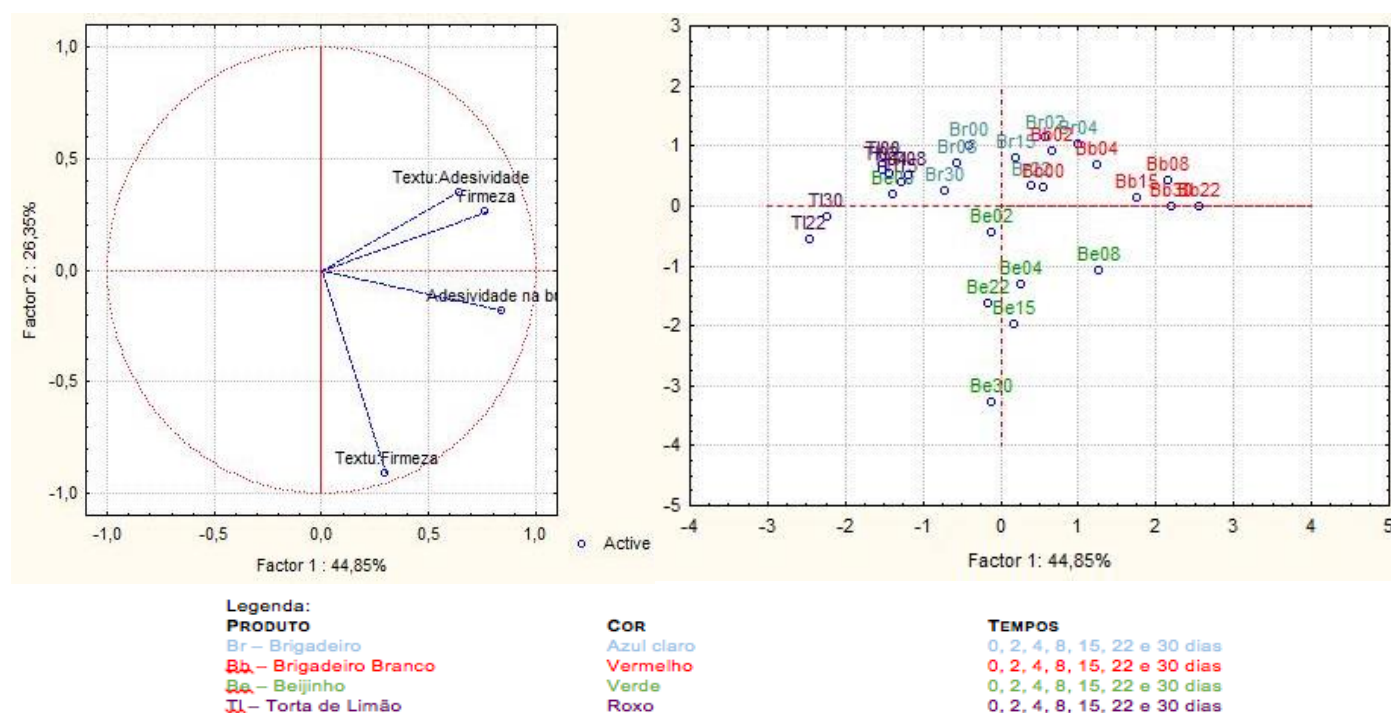 1,0
0,5
0,0
-0,5
-1,0
Factor 2 : 26,35%
Textu:Adesividade
Firmeza
Adesividade na br
Textu:Firmeza
-1,0 -0,5 0,0 0,5 1,0
Factor 1 : 44,85%
Active
3
2
1
0
-1
-2
-3
-4
-5
Br00
Br02
Br04
Br08
Br15
Br30
Bb04
Bb00
Bb08
Bb15
Bb30
Bb22
Tl30
Tl22
Be02
Be08
Be04
Be22
Be15
Be30
-4 -3 -2 -1 0 1 2 3 4 5
Factor 1: 44,85%
Legenda:
PRODUTO COR TEMPOS
Br – Brigadeiro Azul claro 0, 2, 4, 8, 15, 22 e 30 dias
Bb – Brigadeiro Branco Vermelho 0, 2, 4, 8, 15, 22 e 30 dias
Be – Beijinho Verde 0, 2, 4, 8, 15, 22 e 30 dias
Tl – Torta de Limão Roxo 0, 2, 4, 8, 15, 22 e 30 dias